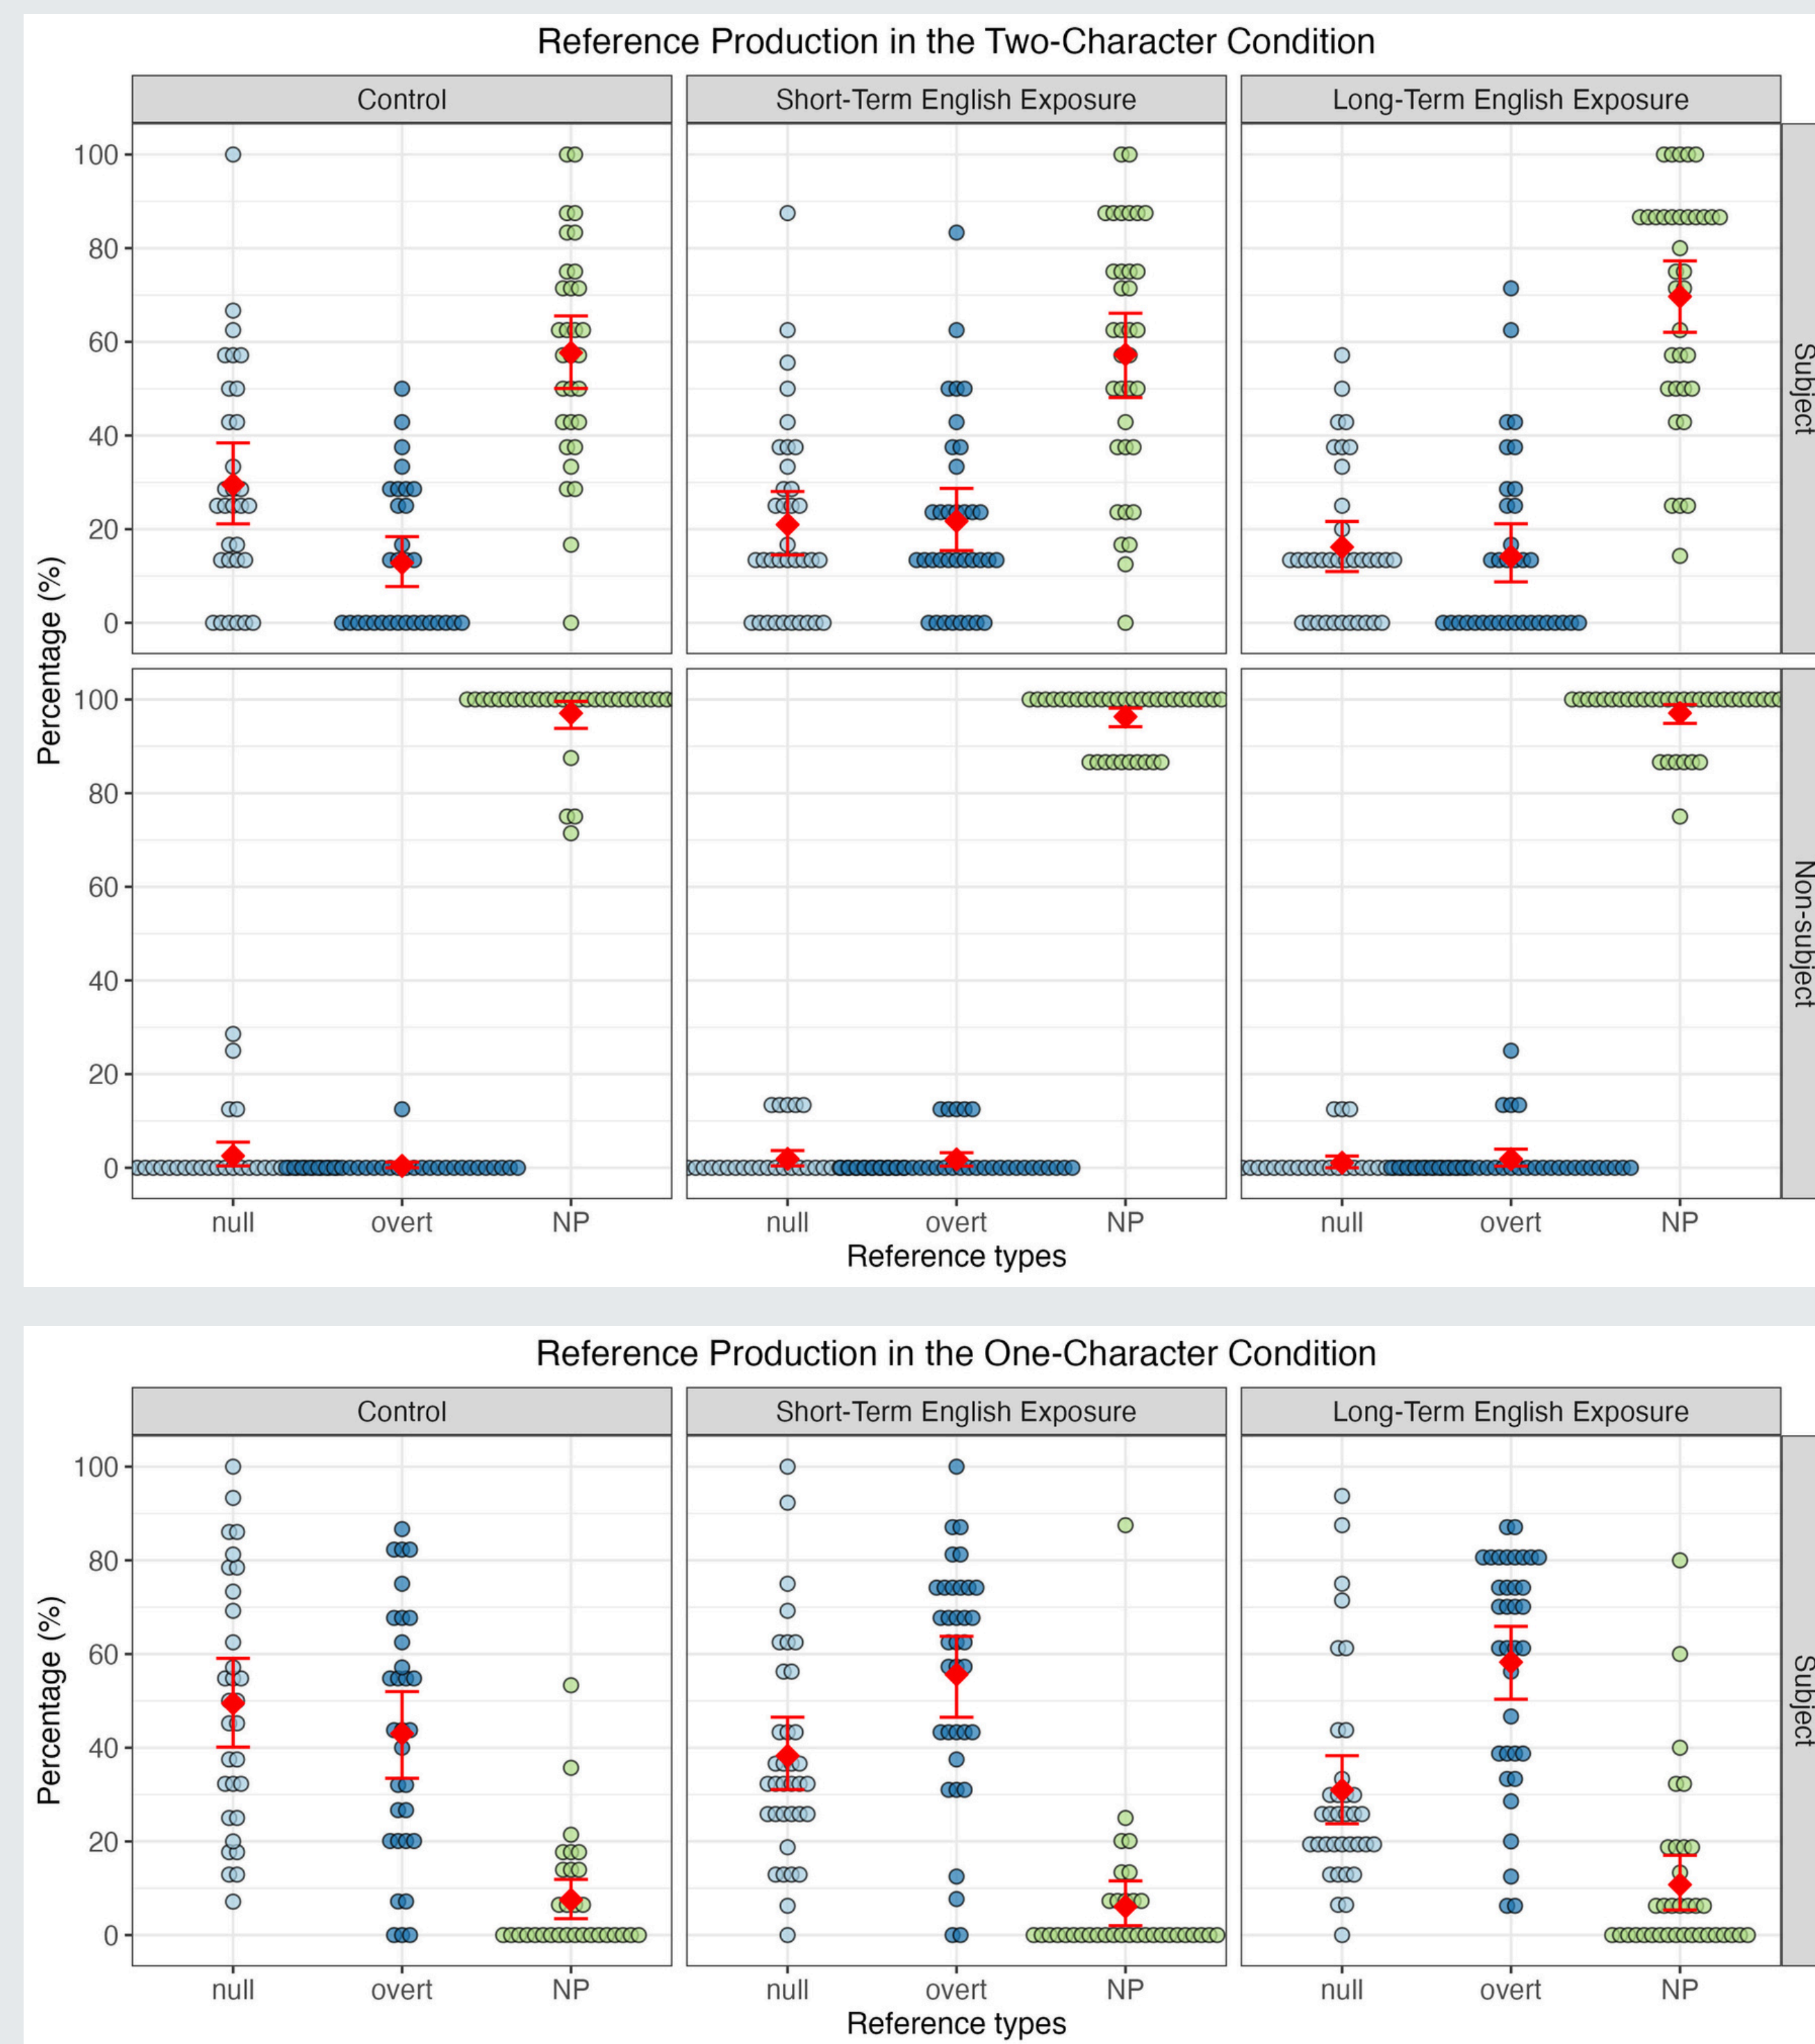 Reference Production in the Two-Character Condition
Control
Short-Term English Exposure
Long-Term English Exposure
Percentage (%)
100
80
60
40
20
0
Subject
100
80
60
40
20
0
Non-subject
null overt NP
null overt NP
null overt NP
Reference types
Reference Production in the One-Character Condition
Control
Short-Term English Exposure
Long-Term English Exposure
Percentage (%)
100
80
60
40
20
0
Subject
null overt NP
null overt NP
null overt NP
Reference types